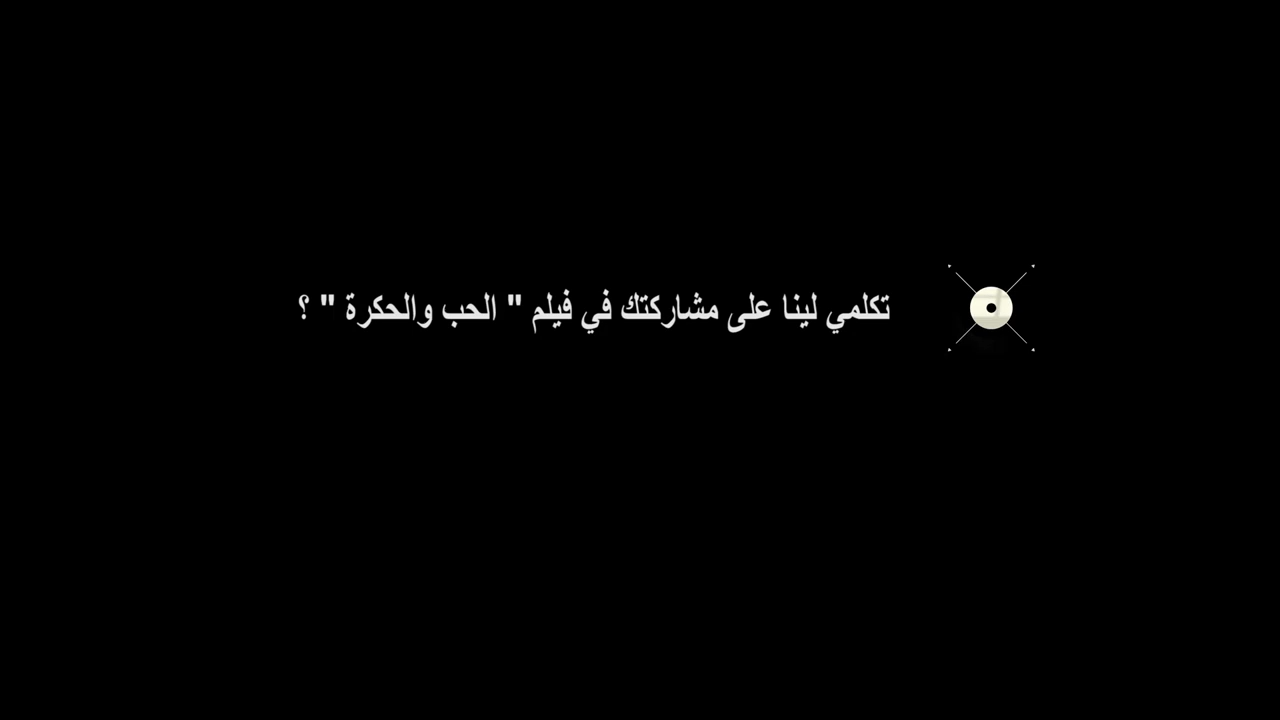 تكلمي لينا على مشاركتك في فيلم " الحب والحكرة " ؟